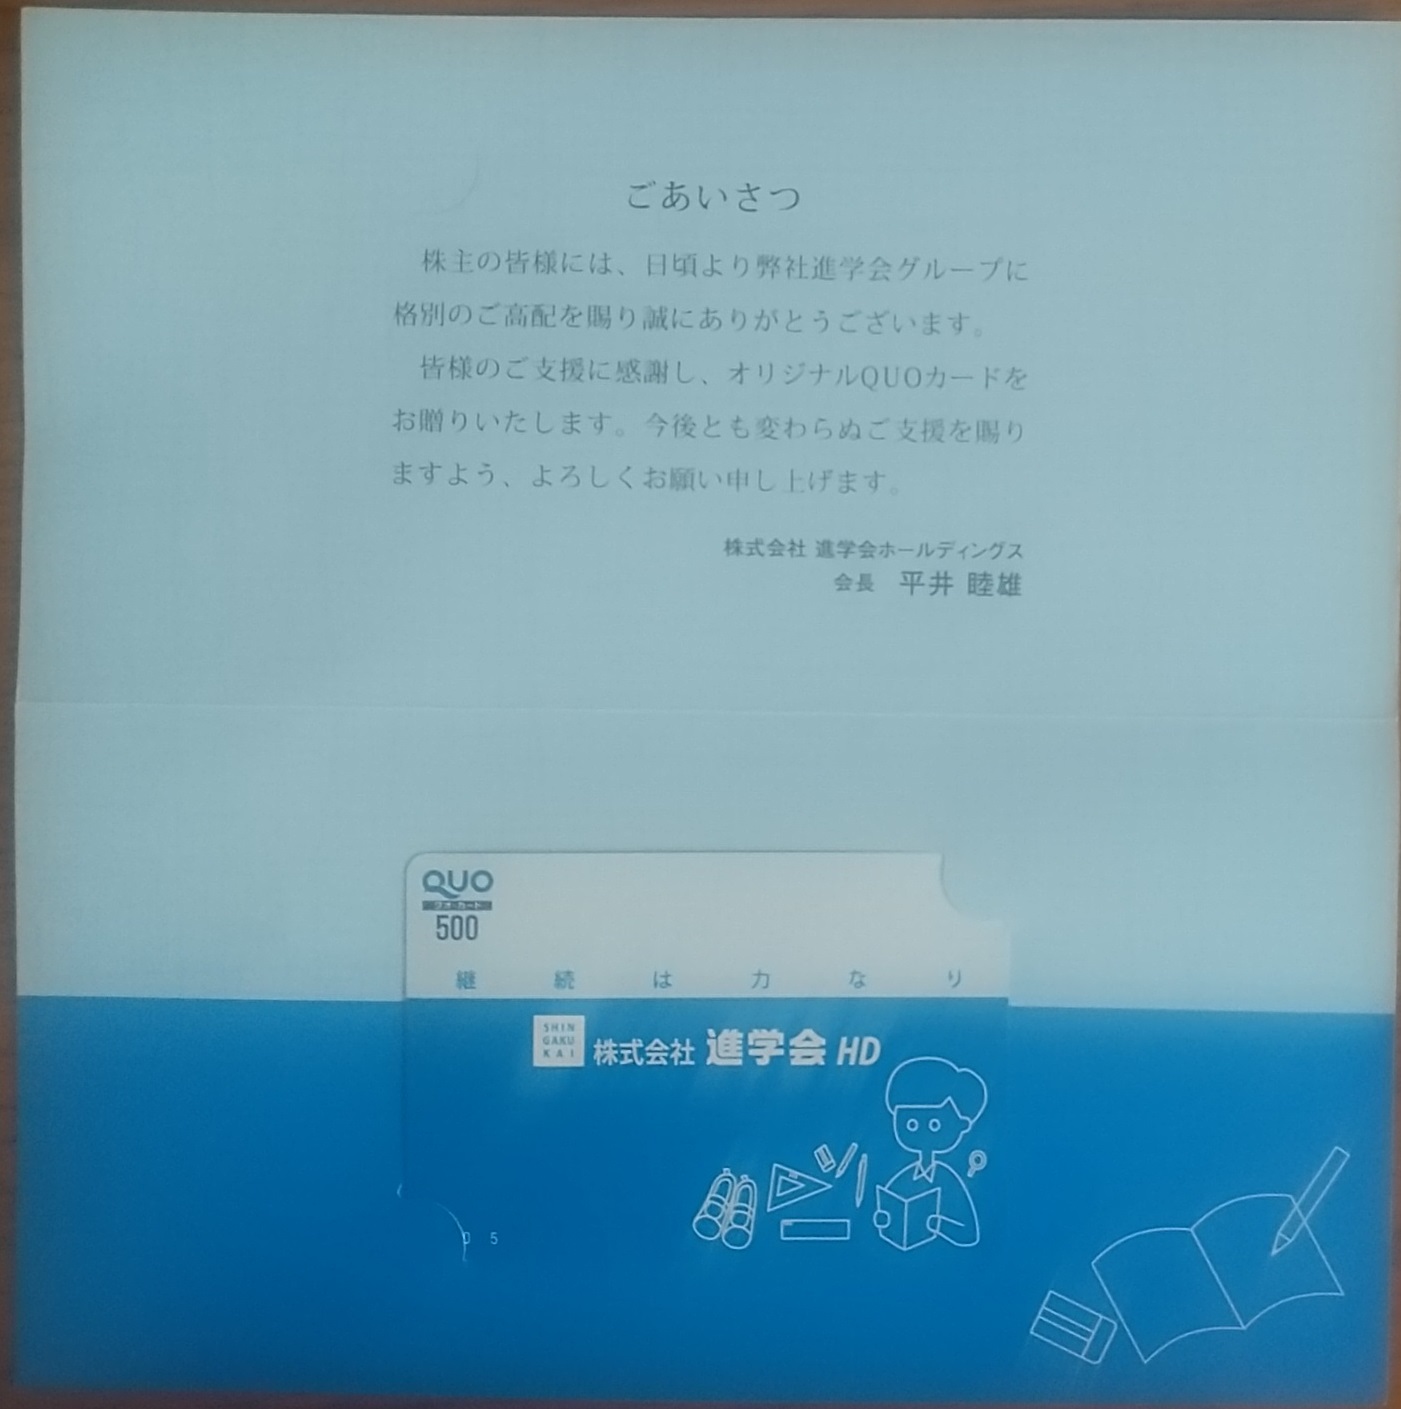 ごあいさつ
株主の皆様には、日頃より弊社進学会グループに
格別のご高配を賜り誠にありがとうございます。
皆様のご支援に感謝し、オリジナルQUOカードを
お贈りいたします。今後とも変わらぬご支援を賜り
ますよう、よろしくお願い申し上げます。
株式会社 進学会ホールディングス
会長 平井 睦雄
QUO
クオ・カード
500
継続は力なり
SHIN
GAKU
KAI
株式会社 進学会 HD
0 5